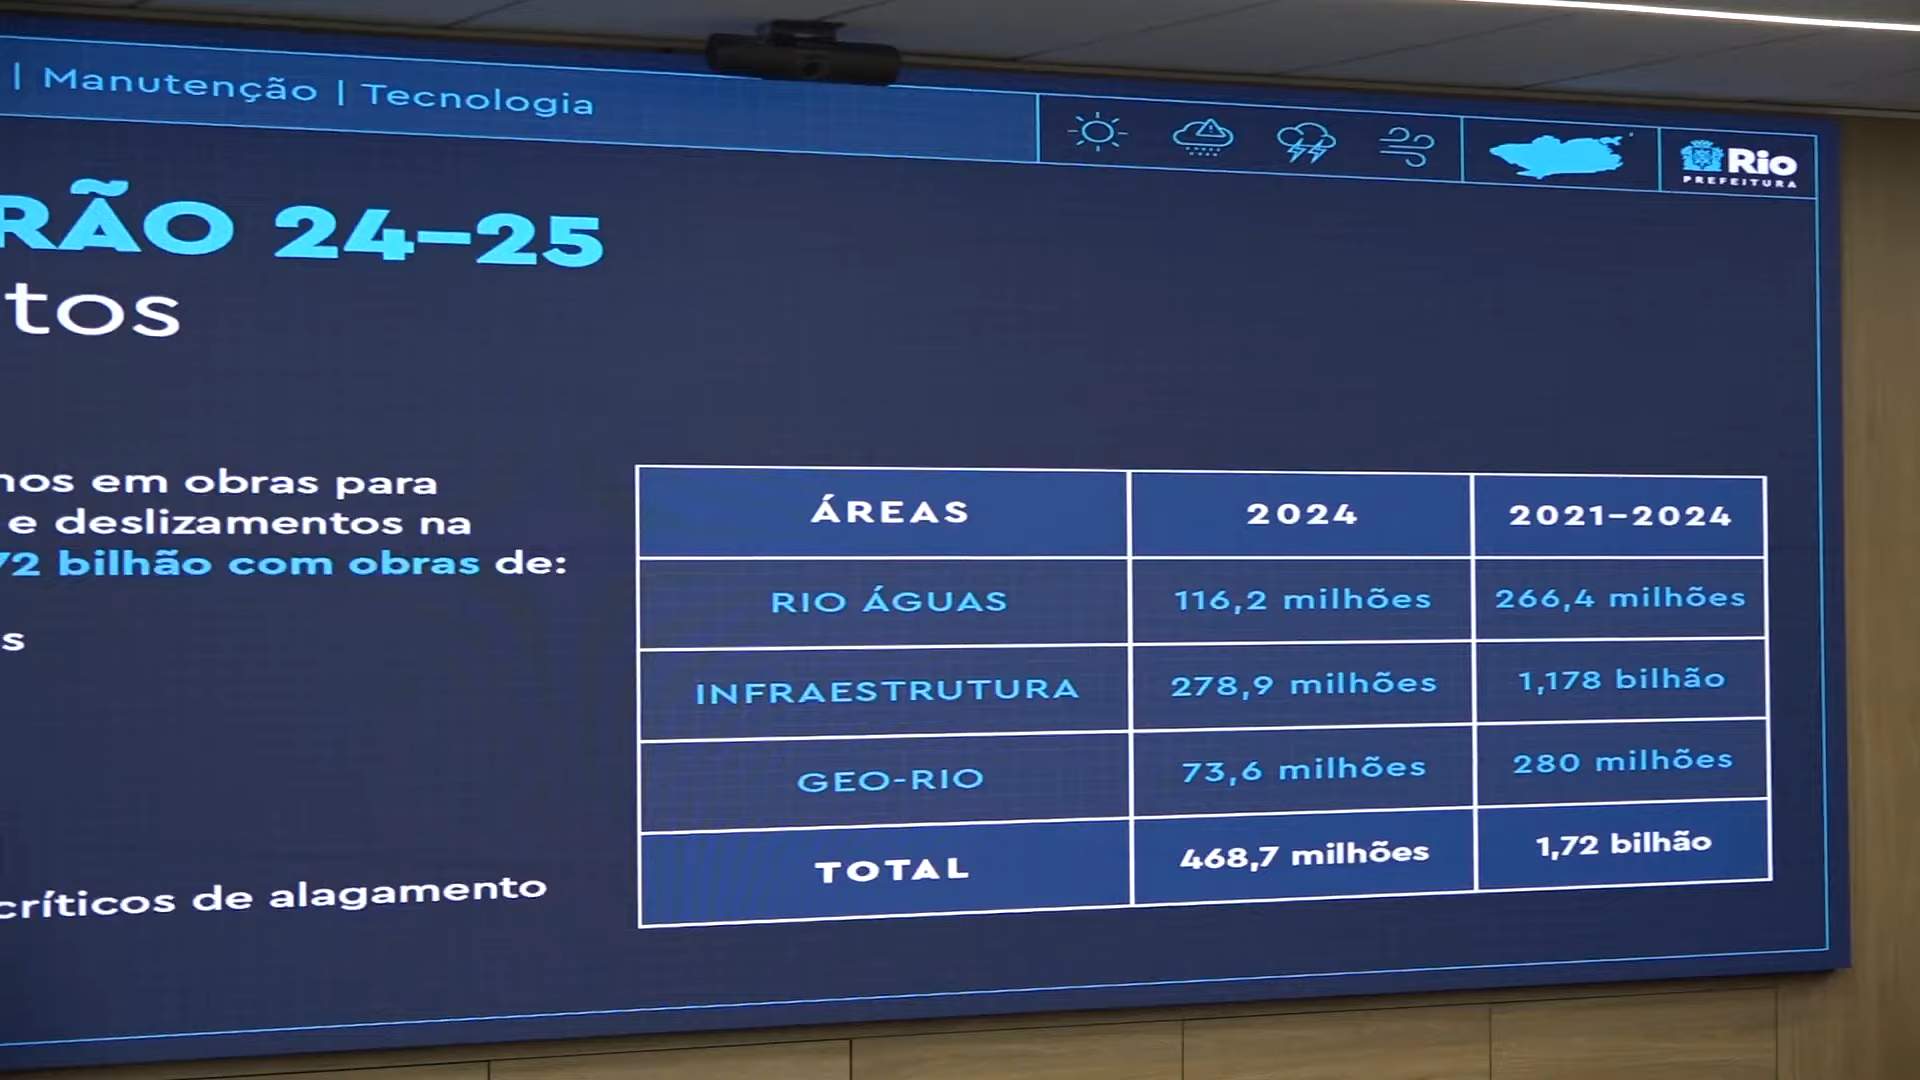 | Manutenção | Tecnologia
Rio
PREFEITURA
RÃO 24–25
tos
nos em obras para
e deslizamentos na
72 bilhão com obras de:
s
críticos de alagamento
ÁREAS 2024 2021–2024
RIO ÁGUAS 116,2 milhões 266,4 milhões
INFRAESTRUTURA 278,9 milhões 1,178 bilhão
GEO-RIO 73,6 milhões 280 milhões
TOTAL 468,7 milhões 1,72 bilhão